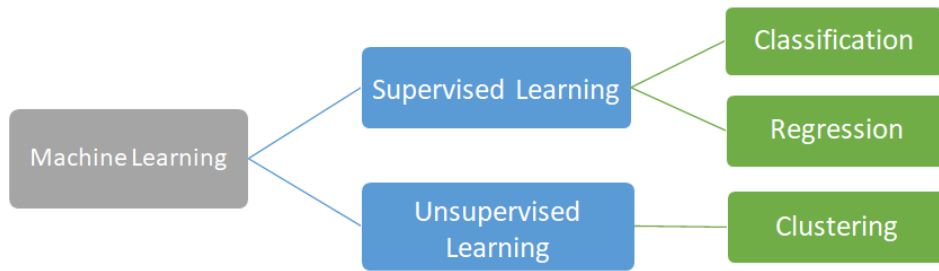 Machine Learning
Supervised Learning
Unsupervised
Learning
Classification
Regression
Clustering